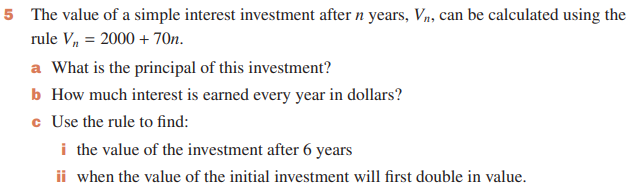 5 The value of a simple interest investment after n years, Vₙ, can be calculated using the
rule Vₙ = 2000 + 70n.
a What is the principal of this investment?
b How much interest is earned every year in dollars?
c Use the rule to find:
i the value of the investment after 6 years
ii when the value of the initial investment will first double in value.